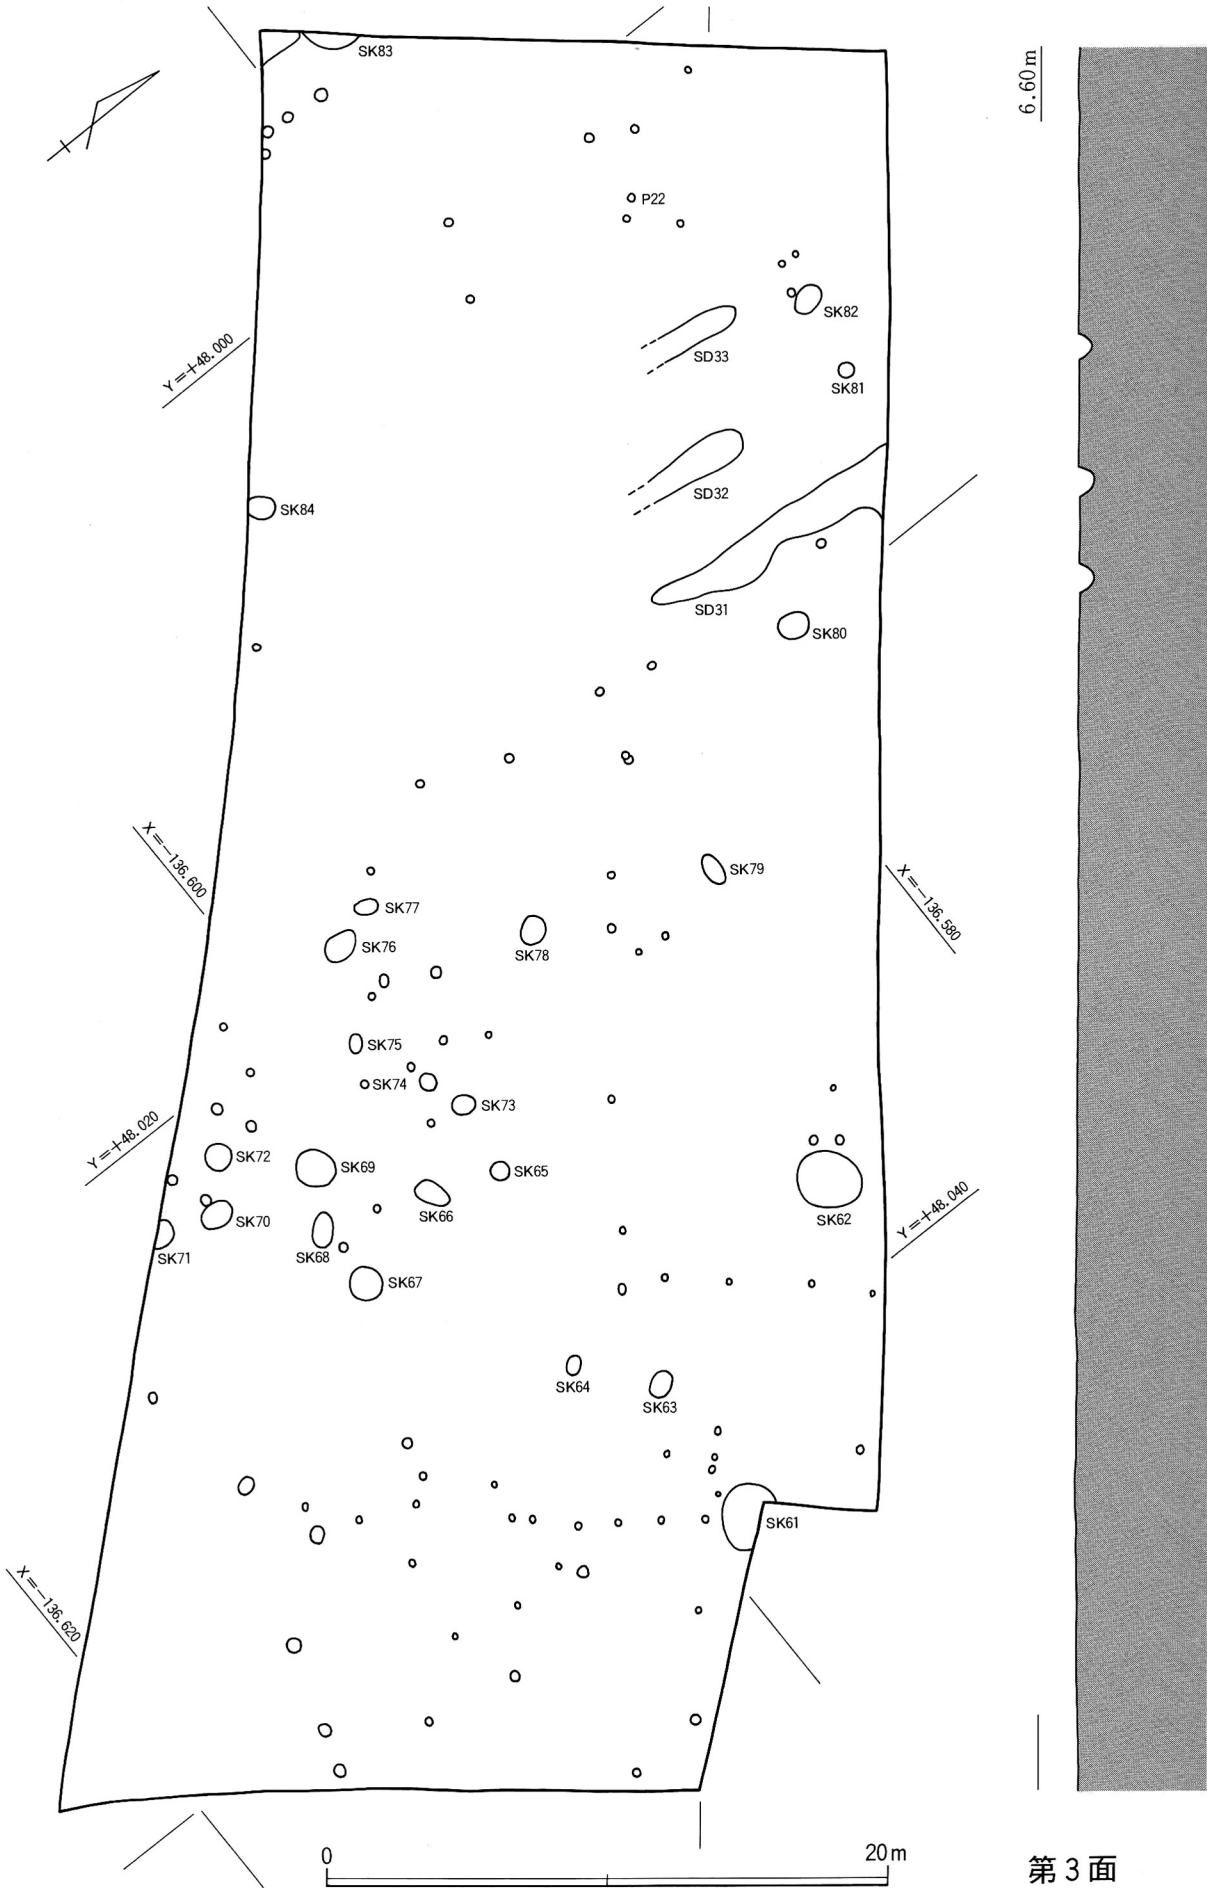 SK83
6.60m
P22
SK82
SD33
Y=+48.000
SK81
SD32
SK84
SD31
SK80
X=-136.600
SK79
X=-136.580
SK77
SK76
SK78
SK75
SK74
SK73
Y=+48.020
SK72
SK69
SK65
SK66
SK62
Y=+48.040
SK70
SK68
SK71
SK67
SK64
SK63
SK61
X=-136.620
0
20m
第3面